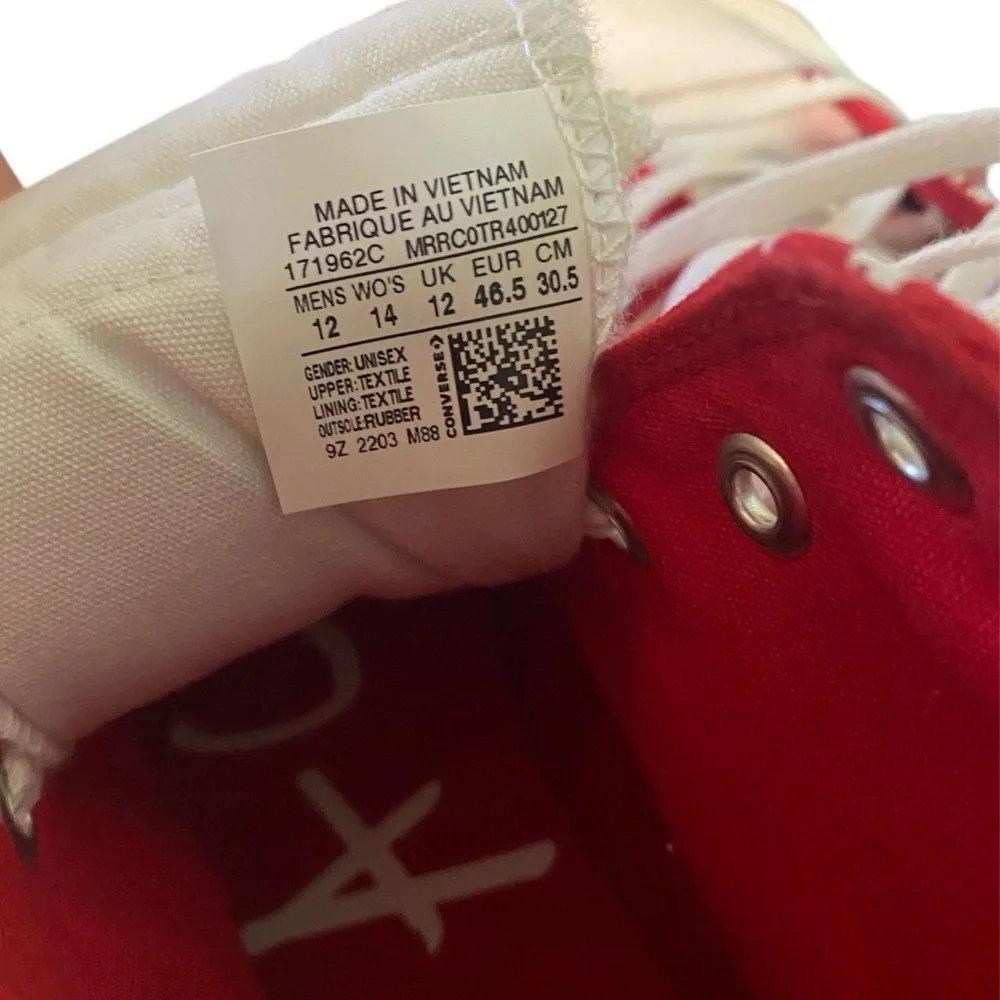 MADE IN VIETNAM
FABRIQUE AU VIETNAM
171962C MRRC0TR400127
MENS WO'S UK EUR CM
12 14 12 46.5 30.5
GENDER: UNISEX
UPPER: TEXTILE
LINING: TEXTILE
OUTSOLE:RUBBER
9Z 2203 M88
CONVERSE